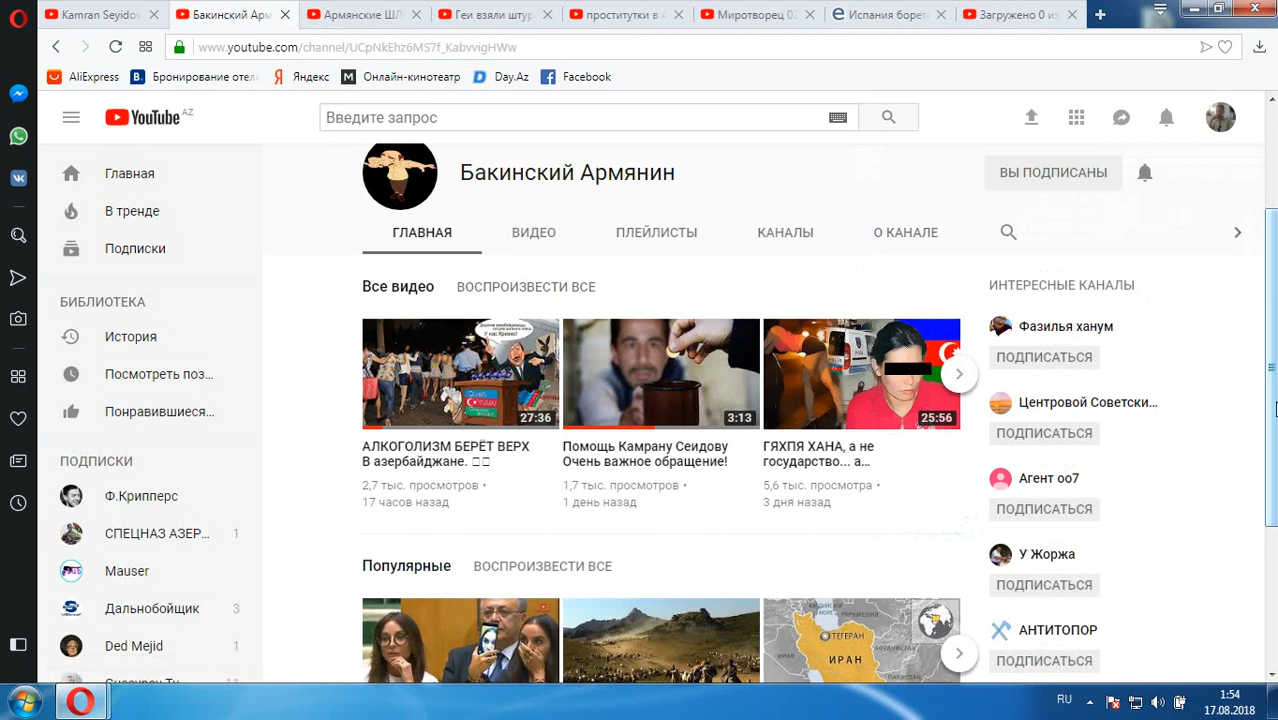 Kamran Seyidov
Бакинский Арм
Армянские ШЛ
Геи взяли штур
проститутки в А
Миротворец 02
Испания борет
Загружено 0 из
www.youtube.com/channel/UCpNkEhz6MS7f_KabvvigHWw
AliExpress
Бронирование отел
Яндекс
Онлайн-кинотеатр
Day.Az
Facebook
YouTube AZ
Введите запрос
Бакинский Армянин
ВЫ ПОДПИСАНЫ
ГЛАВНАЯ
ВИДЕО
ПЛЕЙЛИСТЫ
КАНАЛЫ
О КАНАЛЕ
Главная
В тренде
Подписки
БИБЛИОТЕКА
История
Посмотреть поз...
Понравившиеся...
ПОДПИСКИ
Ф.Крипперс
СПЕЦНАЗ АЗЕР... 1
Mauser
Дальнобойщик 3
Ded Mejid 1
Все видео
ВОСПРОИЗВЕСТИ ВСЕ
У нас Кризис!
27:36
3:13
25:56
АЛКОГОЛИЗМ БЕРЁТ ВЕРХ
В азербайджане.
2,7 тыс. просмотров •
17 часов назад
Помощь Камрану Сеидову
Очень важное обращение!
1,7 тыс. просмотров •
1 день назад
ГЯХПЯ ХАНА, а не
государство... а...
5,6 тыс. просмотра •
3 дня назад
Популярные
ВОСПРОИЗВЕСТИ ВСЕ
ТЕГЕРАН
ИРАН
ИНТЕРЕСНЫЕ КАНАЛЫ
Фазилья ханум
ПОДПИСАТЬСЯ
Центровой Советски...
ПОДПИСАТЬСЯ
Агент оо7
ПОДПИСАТЬСЯ
У Жоржа
ПОДПИСАТЬСЯ
АНТИТОПОР
ПОДПИСАТЬСЯ
RU
1:54
17.08.2018